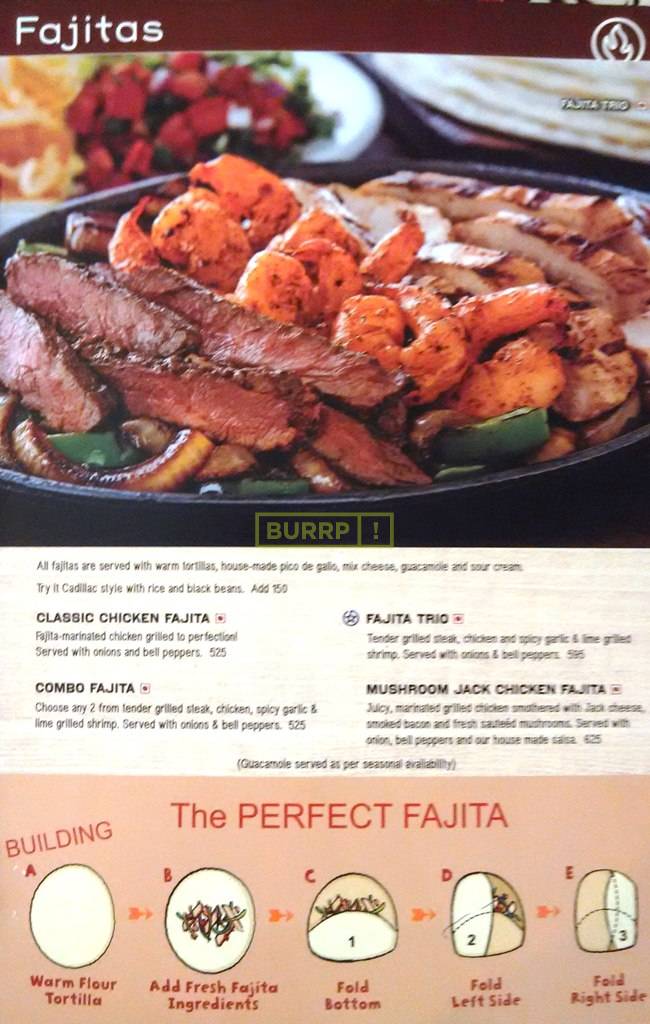 Fajitas
FAJITA TRIO
BURRP !
All fajitas are served with warm tortillas, house-made pico de gallo, mix cheese, guacamole and sour cream.
Try it Cadillac style with rice and black beans. Add 150
CLASSIC CHICKEN FAJITA
Fajita-marinated chicken grilled to perfection!
Served with onions and bell peppers. 525
FAJITA TRIO
Tender grilled steak, chicken and spicy garlic & lime grilled
shrimp. Served with onions & bell peppers. 595
COMBO FAJITA
Choose any 2 from tender grilled steak, chicken, spicy garlic &
lime grilled shrimp. Served with onions & bell peppers. 525
MUSHROOM JACK CHICKEN FAJITA
Juicy, marinated grilled chicken smothered with Jack cheese,
smoked bacon and fresh sauteéd mushrooms. Served with
onion, bell peppers and our house made salsa. 625
(Guacamole served as per seasonal availability)
BUILDING The PERFECT FAJITA
A B C D E
1 2 3
Warm Flour
Tortilla
Add Fresh Fajita
Ingredients
Fold
Bottom
Fold
Left Side
Fold
Right Side